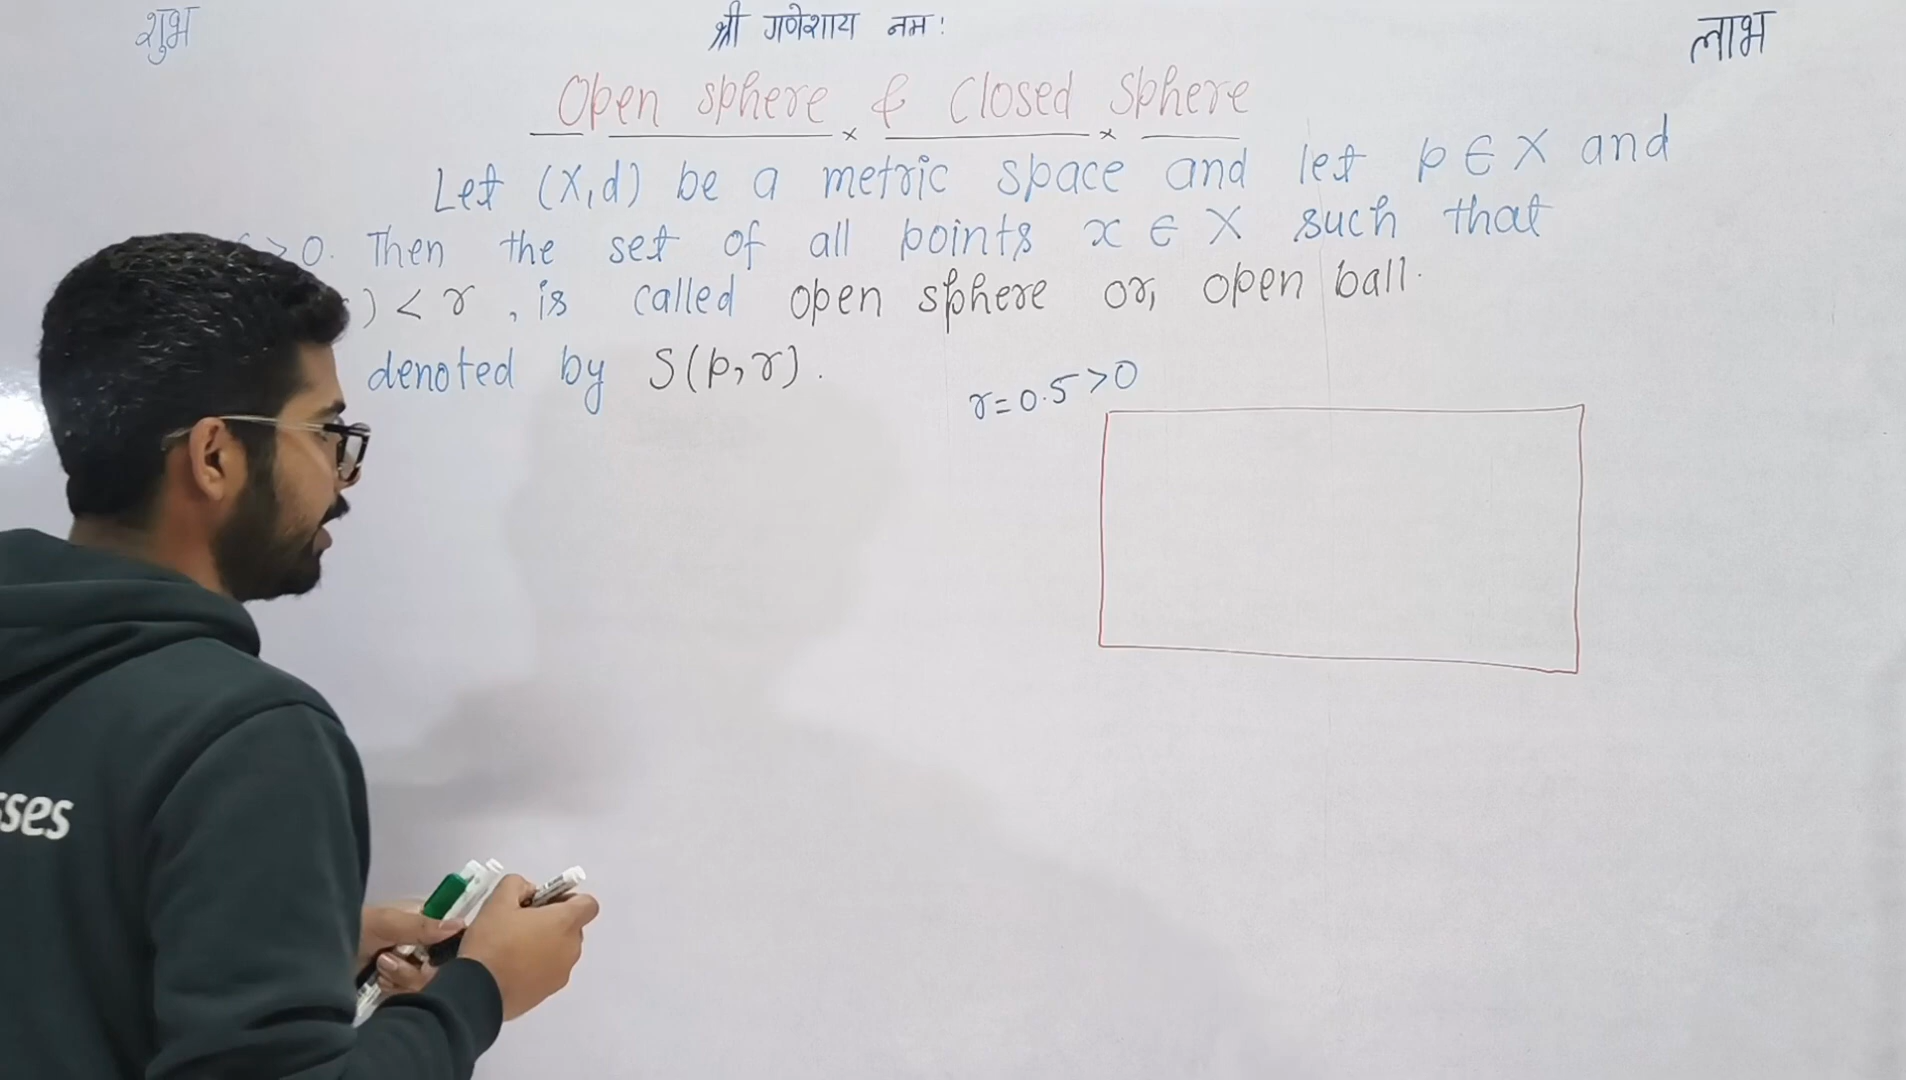 शुभ श्री गणेशाय नमः लाभ
Open sphere & Closed Sphere
Let (X,d) be a metric space and let p ∈ X and
>0. Then the set of all points x ∈ X such that
) < r , is called open sphere or, open ball.
denoted by S(p,r).
r=0.5>0
sses